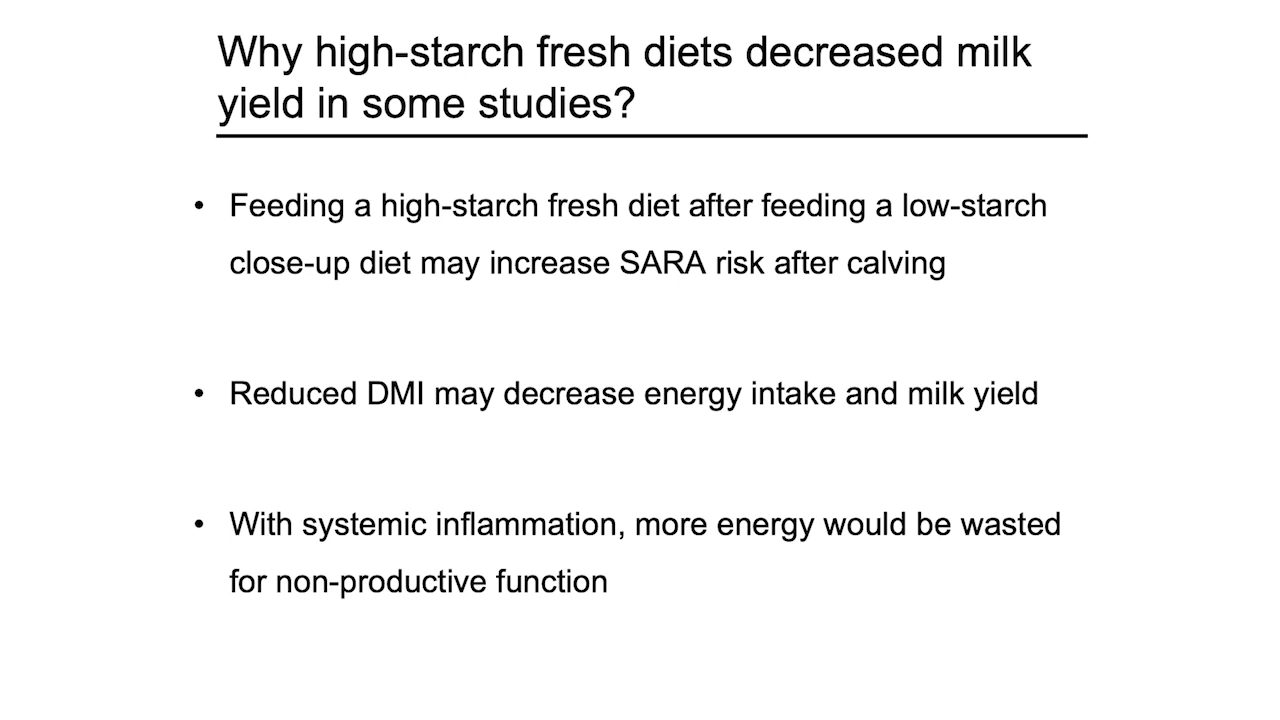 Why high-starch fresh diets decreased milk
yield in some studies?
• Feeding a high-starch fresh diet after feeding a low-starch
close-up diet may increase SARA risk after calving
• Reduced DMI may decrease energy intake and milk yield
• With systemic inflammation, more energy would be wasted
for non-productive function